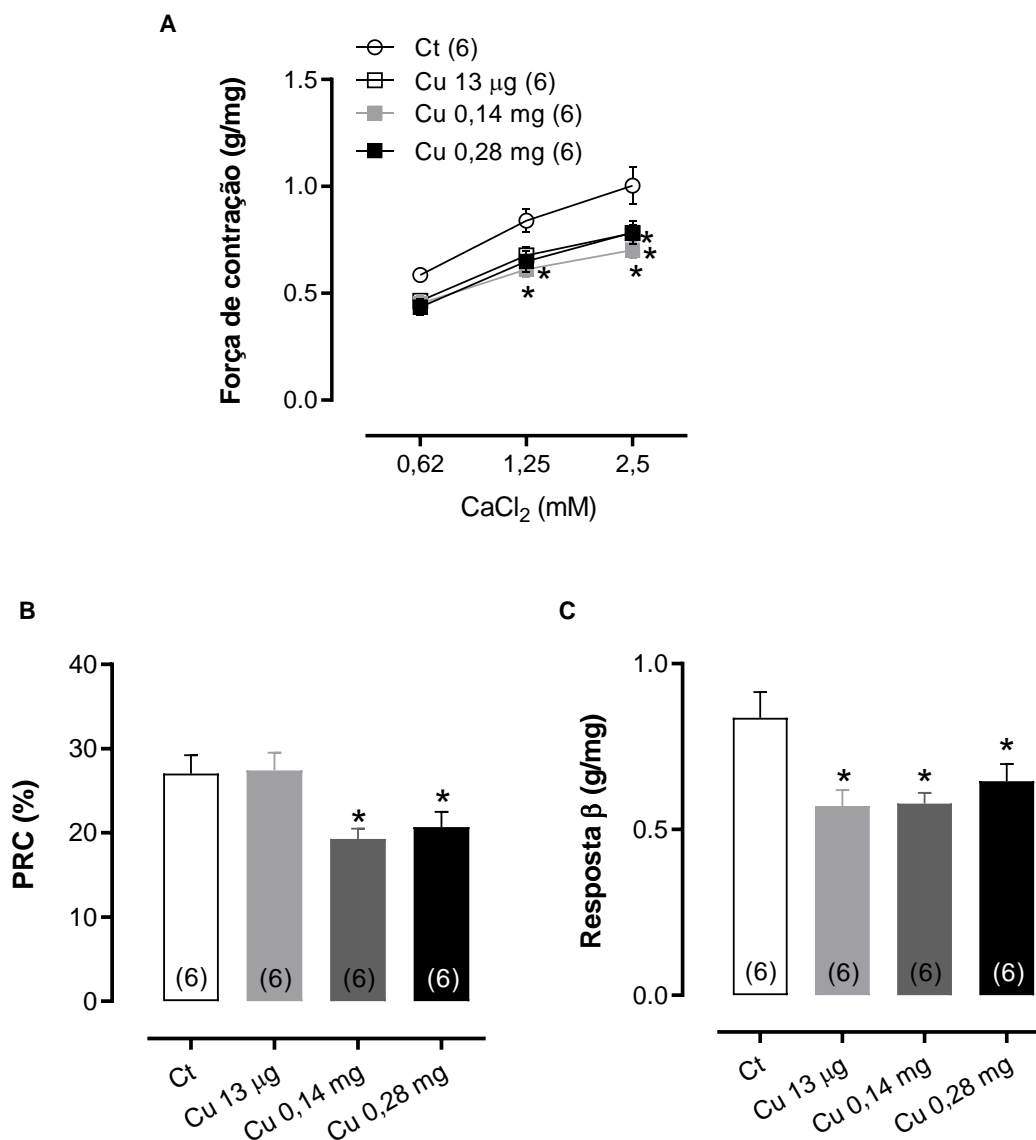 A
Ct (6)
Cu 13 μg (6)
Cu 0,14 mg (6)
Cu 0,28 mg (6)
Força de contração (g/mg)
1.5
1.0
0.5
0.0
*
*
*
*
*
0,62
1,25
2,5
CaCl₂ (mM)
B
PRC (%)
40
30
20
10
0
*
*
(6)
(6)
(6)
(6)
Ct
Cu 13 μg
Cu 0,14 mg
Cu 0,28 mg
C
Resposta β (g/mg)
1.0
0.5
0.0
*
*
*
(6)
(6)
(6)
(6)
Ct
Cu 13 μg
Cu 0,14 mg
Cu 0,28 mg